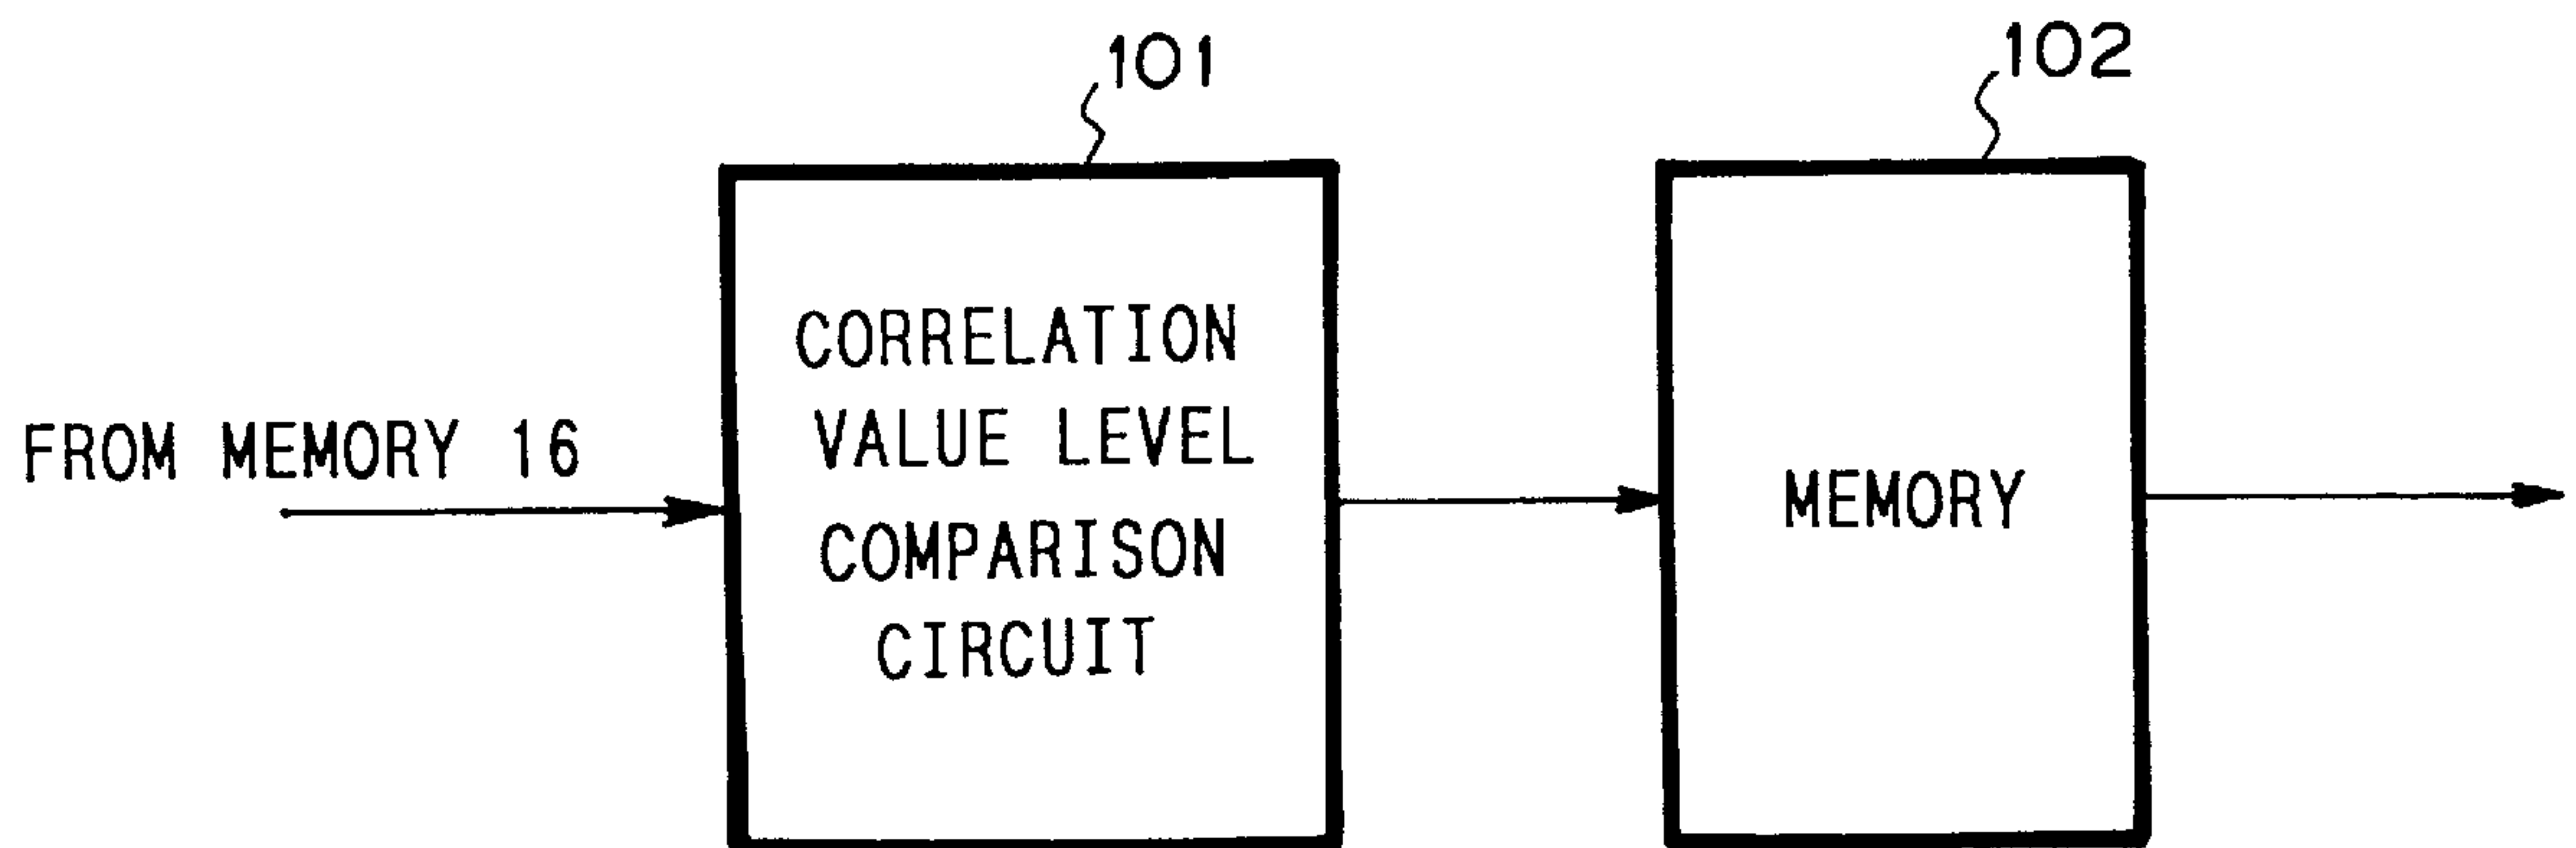 101
102
CORRELATION
VALUE LEVEL
COMPARISON
CIRCUIT
FROM MEMORY 16
MEMORY